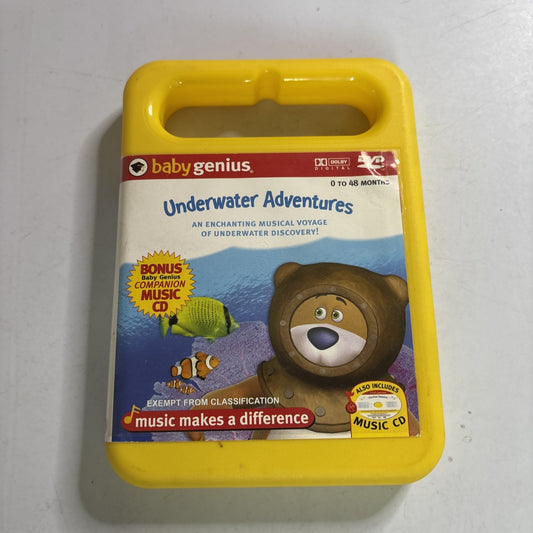 baby genius®
DOLBY
DIGITAL
DVD
0 TO 48 MONTHS
Underwater Adventures
AN ENCHANTING MUSICAL VOYAGE
OF UNDERWATER DISCOVERY!
BONUS
Baby Genius
COMPANION
MUSIC
CD
EXEMPT FROM CLASSIFICATION
music makes a difference
ALSO INCLUDES
MUSIC CD